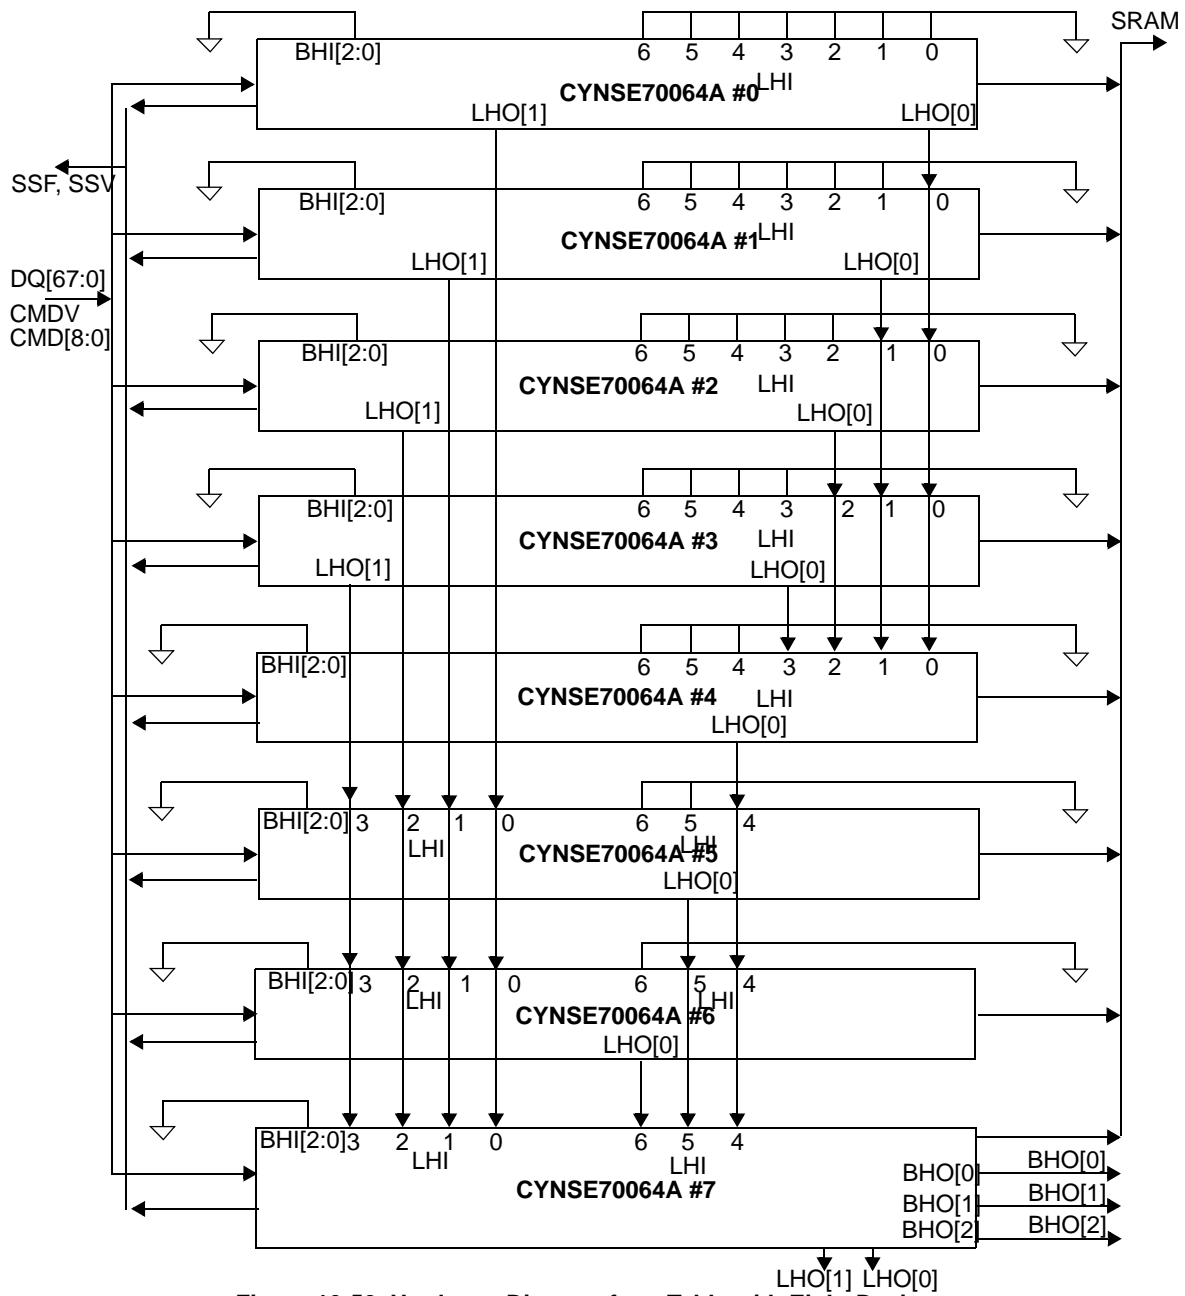 SRAM
BHI[2:0]
6 5 4 3 2 1 0
LHI
CYNSE70064A #0
LHO[1]
LHO[0]
SSF, SSV
BHI[2:0]
6 5 4 3 2 1 0
LHI
CYNSE70064A #1
LHO[1]
LHO[0]
DQ[67:0]
CMDV
CMD[8:0]
BHI[2:0]
6 5 4 3 2 1 0
CYNSE70064A #2
LHI
LHO[1]
LHO[0]
BHI[2:0]
6 5 4 3 2 1 0
CYNSE70064A #3
LHI
LHO[1]
LHO[0]
BHI[2:0]
6 5 4 3 2 1 0
CYNSE70064A #4
LHI
LHO[0]
BHI[2:0]
3 2 1 0 6 5 4
LHI
LHI
CYNSE70064A #5
LHO[0]
BHI[2:0]
3 2 1 0 6 5 4
LHI
LHI
CYNSE70064A #6
LHO[0]
BHI[2:0]
3 2 1 0 6 5 4
LHI
LHI
CYNSE70064A #7
BHO[0]
BHO[0]
BHO[1]
BHO[1]
BHO[2]
BHO[2]
LHO[1]
LHO[0]